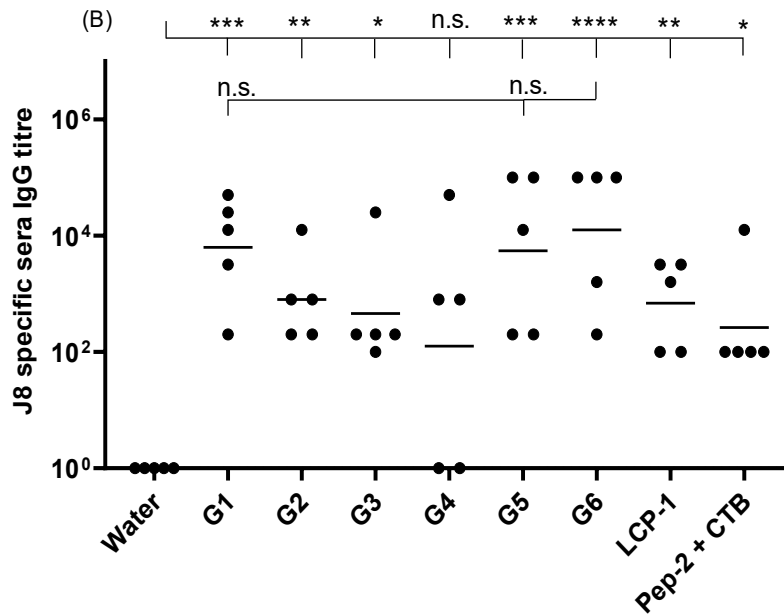 (B)
*** ** * n.s. *** **** ** *
n.s. n.s.
J8 specific sera IgG titre
10⁶
10⁴
10²
10⁰
Water G1 G2 G3 G4 G5 G6 LCP-1 Pep-2 + CTB